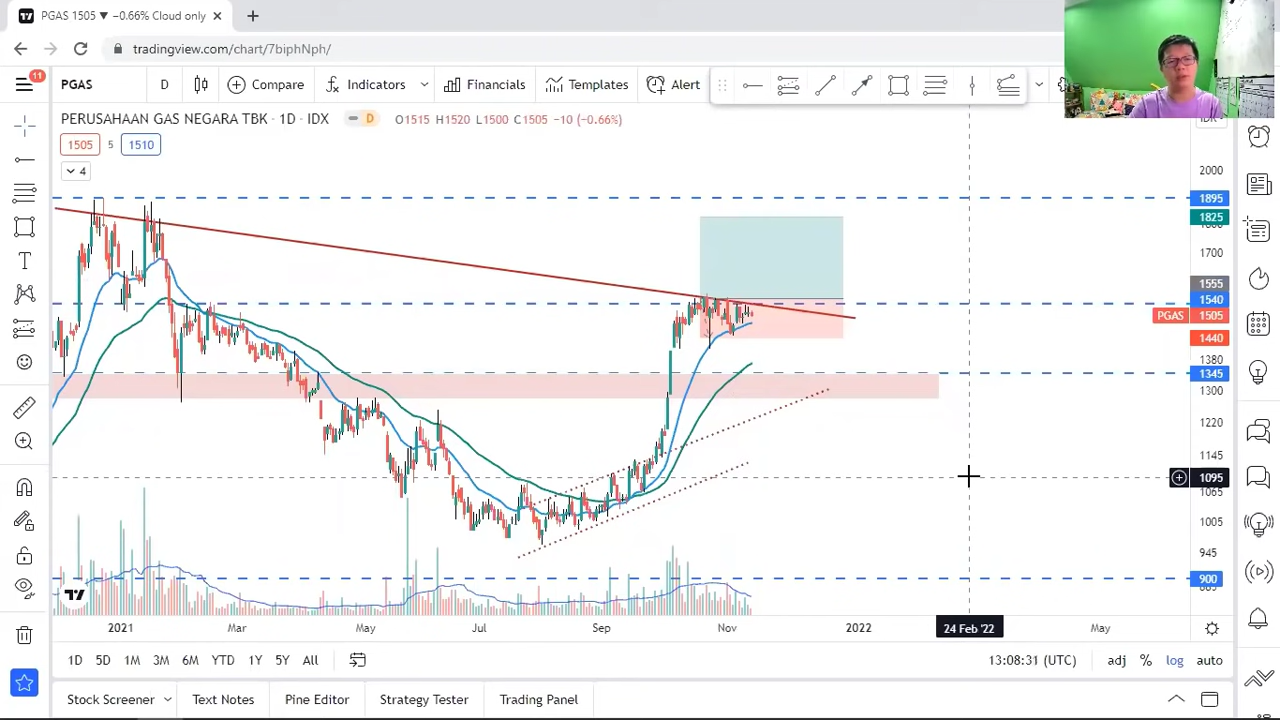 PGAS 1505 ▼ −0.66% Cloud only
tradingview.com/chart/7biphNph/
11
PGAS
D
Compare
Indicators
Financials
Templates
Alert
PERUSAHAAN GAS NEGARA TBK · 1D · IDX
D
O1515 H1520 L1500 C1505 −10 (−0.66%)
1505 5 1510
4
2000
1895
1825
1700
1555
1540
PGAS 1505
1440
1380
1345
1300
1220
1145
1095
1065
1005
945
900
2021
Mar
May
Jul
Sep
Nov
2022
24 Feb '22
May
1D 5D 1M 3M 6M YTD 1Y 5Y All
13:08:31 (UTC)
adj % log auto
Stock Screener
Text Notes
Pine Editor
Strategy Tester
Trading Panel